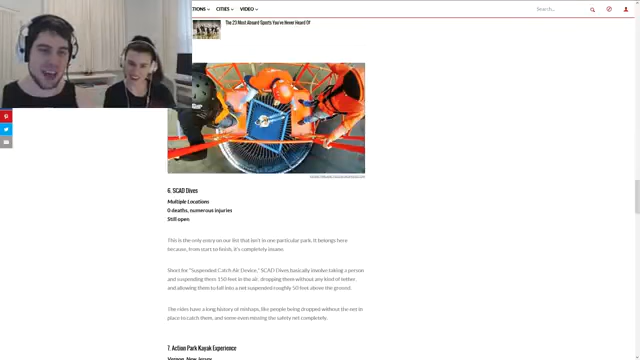 TIONS CITIES VIDEO Search...
The 23 Most Absurd Sports You've Never Heard Of
6. SCAD Dives
Multiple Locations
0 deaths, numerous injuries
Still open
This is the only entry on our list that isn't in one particular park. It belongs here
because, from start to finish, it's completely insane.
Short for "Suspended Catch Air Device," SCAD Dives basically involve taking a person
and suspending them 150 feet in the air, dropping them without any kind of tether,
and allowing them to fall into a net suspended roughly 50 feet above the ground.
The rides have a long history of mishaps, like people being dropped without the net in
place to catch them, and some even missing the safety net completely.
7. Action Park Kayak Experience
Vernon, New Jersey